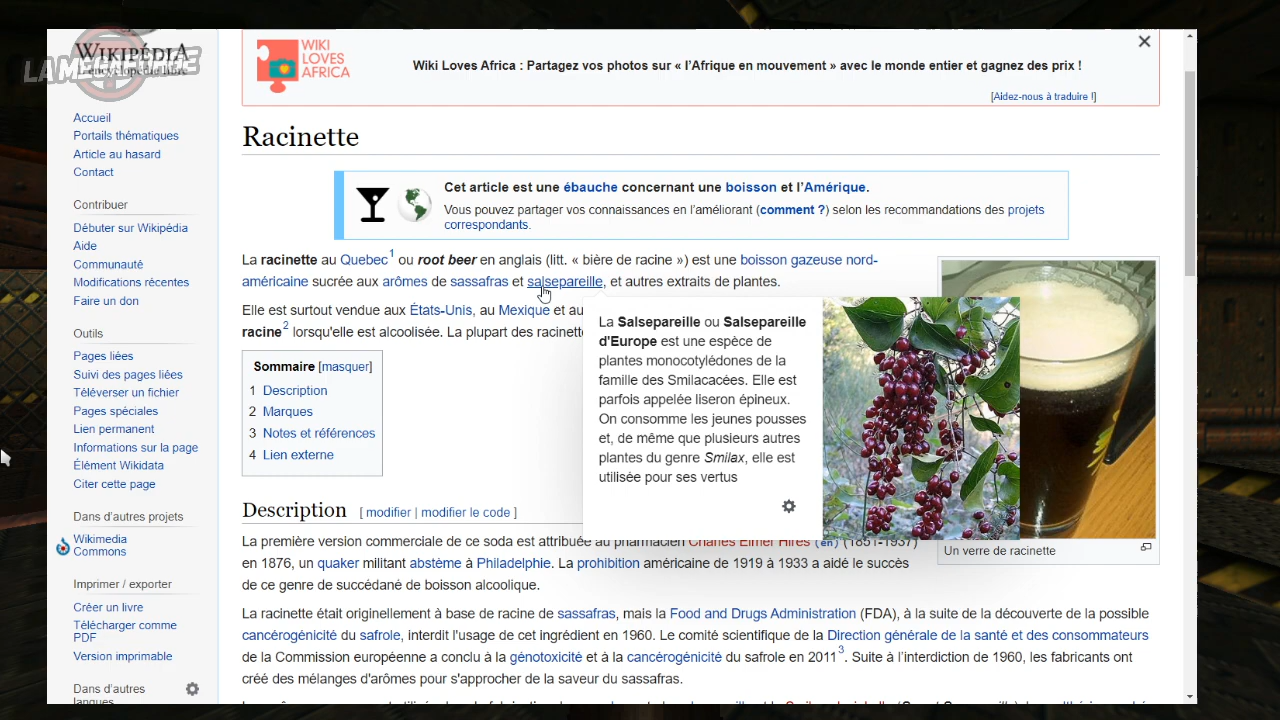 WIKIPÉDIA
L'encyclopédie libre
LAMECAREUSE
Accueil
Portails thématiques
Article au hasard
Contact
Contribuer
Débuter sur Wikipédia
Aide
Communauté
Modifications récentes
Faire un don
Outils
Pages liées
Suivi des pages liées
Téléverser un fichier
Pages spéciales
Lien permanent
Informations sur la page
Élément Wikidata
Citer cette page
Dans d'autres projets
Wikimedia
Commons
Imprimer / exporter
Créer un livre
Télécharger comme
PDF
Version imprimable
Dans d'autres
langues
WIKI
LOVES
AFRICA
Wiki Loves Africa : Partagez vos photos sur « l'Afrique en mouvement » avec le monde entier et gagnez des prix !
[Aidez-nous à traduire !]
Racinette
Cet article est une ébauche concernant une boisson et l'Amérique.
Vous pouvez partager vos connaissances en l'améliorant (comment ?) selon les recommandations des projets
correspondants.
La racinette au Quebec1 ou root beer en anglais (litt. « bière de racine ») est une boisson gazeuse nord-
américaine sucrée aux arômes de sassafras et salsepareille, et autres extraits de plantes.
Elle est surtout vendue aux États-Unis, au Mexique et au
racine2 lorsqu'elle est alcoolisée. La plupart des racinett
Sommaire [masquer]
1 Description
2 Marques
3 Notes et références
4 Lien externe
La Salsepareille ou Salsepareille
d'Europe est une espèce de
plantes monocotylédones de la
famille des Smilacacées. Elle est
parfois appelée liseron épineux.
On consomme les jeunes pousses
et, de même que plusieurs autres
plantes du genre Smilax, elle est
utilisée pour ses vertus
Un verre de racinette
Description [ modifier | modifier le code ]
La première version commerciale de ce soda est attribuée au pharmacien Charles Elmer Hires (en) (1851-1937)
en 1876, un quaker militant abstème à Philadelphie. La prohibition américaine de 1919 à 1933 a aidé le succès
de ce genre de succédané de boisson alcoolique.
La racinette était originellement à base de racine de sassafras, mais la Food and Drugs Administration (FDA), à la suite de la découverte de la possible
cancérogénicité du safrole, interdit l'usage de cet ingrédient en 1960. Le comité scientifique de la Direction générale de la santé et des consommateurs
de la Commission européenne a conclu à la génotoxicité et à la cancérogénicité du safrole en 20113. Suite à l'interdiction de 1960, les fabricants ont
créé des mélanges d'arômes pour s'approcher de la saveur du sassafras.